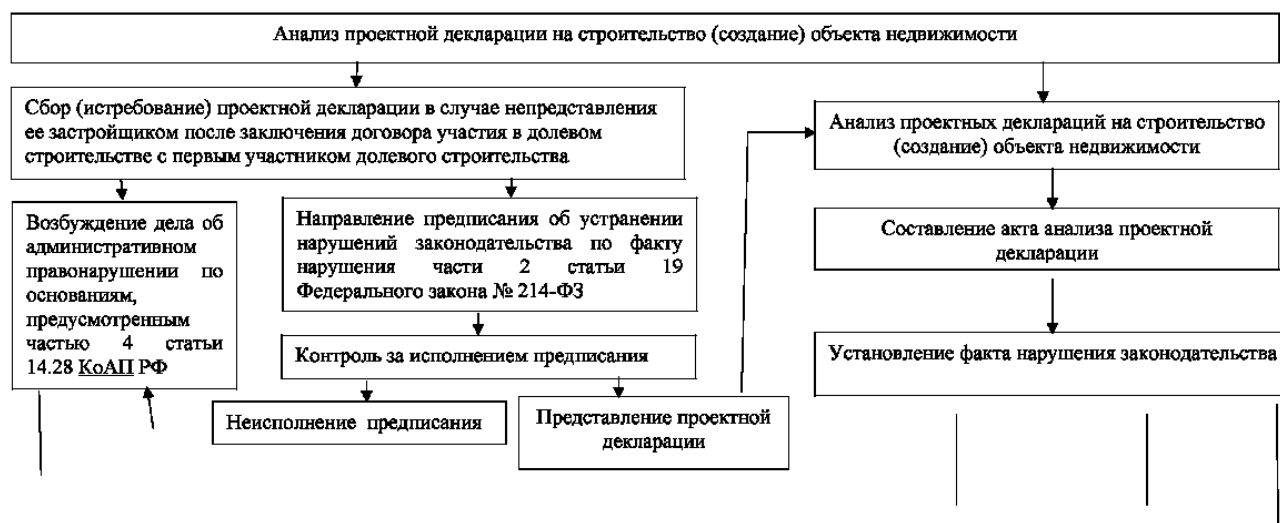 Анализ проектной декларации на строительство (создание) объекта недвижимости
Сбор (истребование) проектной декларации в случае непредставления
ее застройщиком после заключения договора участия в долевом
строительстве с первым участником долевого строительства
Возбуждение дела об
административном
правонарушении по
основаниям,
предусмотренным
частью 4 статьи
14.28 КоАП РФ
Направление предписания об устранении
нарушений законодательства по факту
нарушения части 2 статьи 19
Федерального закона № 214-ФЗ
Контроль за исполнением предписания
Неисполнение предписания
Представление проектной
декларации
Анализ проектных деклараций на строительство
(создание) объекта недвижимости
Составление акта анализа проектной
декларации
Установление факта нарушения законодательства